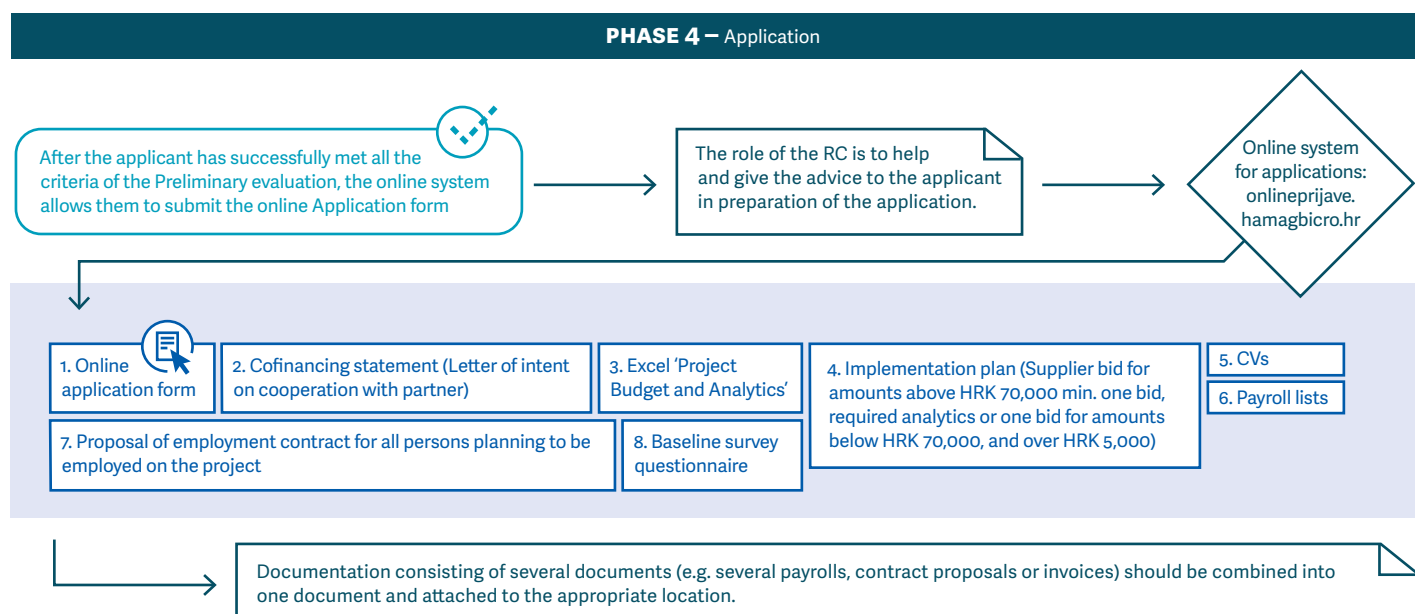 PHASE 4 – Application
After the applicant has successfully met all the
criteria of the Preliminary evaluation, the online system
allows them to submit the online Application form
The role of the RC is to help
and give the advice to the applicant
in preparation of the application.
Online system
for applications:
onlineprijave.
hamagbicro.hr
1. Online
application form
2. Cofinancing statement (Letter of intent
on cooperation with partner)
3. Excel ‘Project
Budget and Analytics’
4. Implementation plan (Supplier bid for
amounts above HRK 70,000 min. one bid,
required analytics or one bid for amounts
below HRK 70,000, and over HRK 5,000)
5. CVs
6. Payroll lists
7. Proposal of employment contract for all persons planning to be
employed on the project
8. Baseline survey
questionnaire
Documentation consisting of several documents (e.g. several payrolls, contract proposals or invoices) should be combined into
one document and attached to the appropriate location.